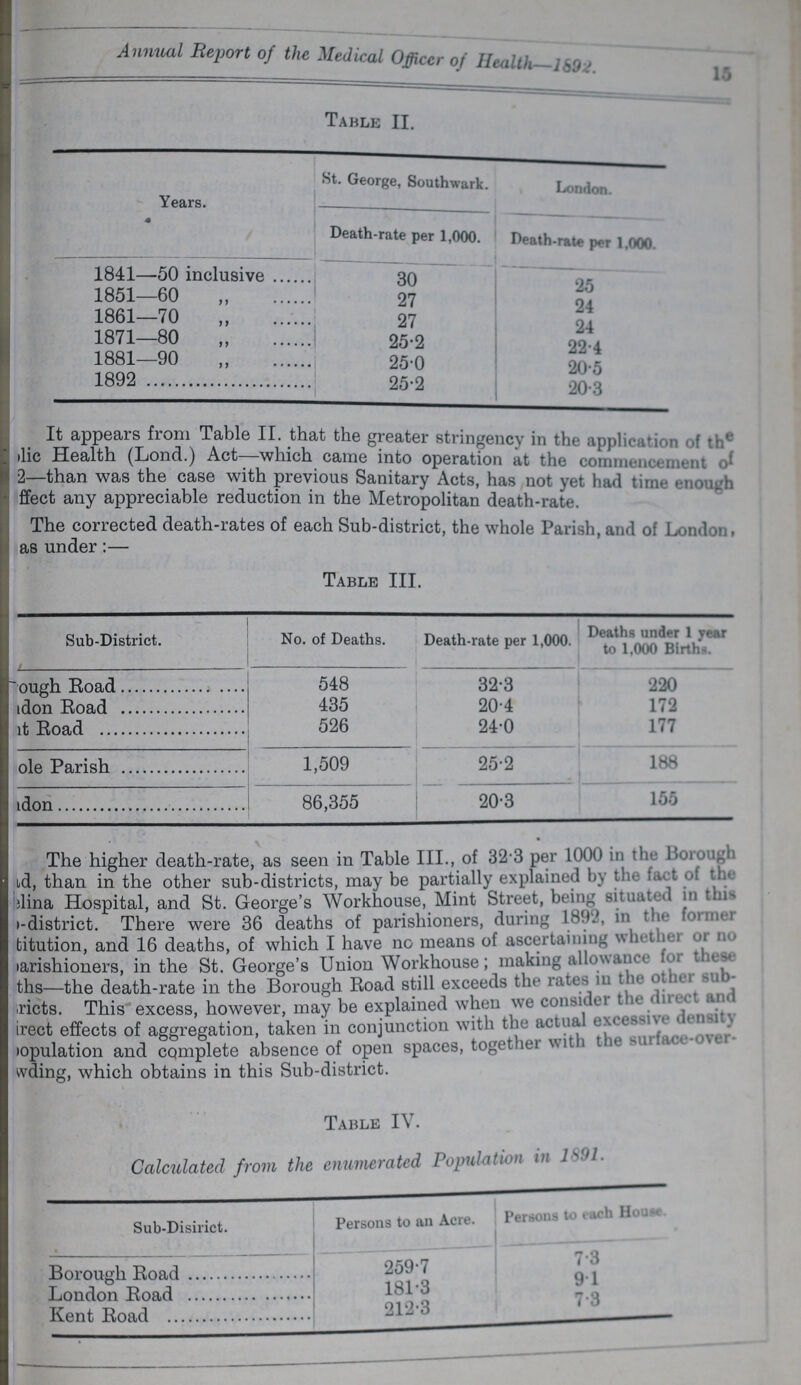 Annual Report of the Medical Officer of Health—1892.
15
TABLE II.
Years. St. George, Southwark. London.
Death-rate per 1,000. Death-rate per 1,000.
1841—50 inclusive ...... 30 25
1851—60 „ ...... 27 24
1861—70 „ ...... 27 24
1871—80 „ ...... 25·2 22·4
1881—90 „ ...... 25·0 20·5
1892 ........................ 25·2 20·3
It appears from Table II. that the greater stringency in the application of the
lic Health (Lond.) Act—which came into operation at the commencement of
2—than was the case with previous Sanitary Acts, has not yet had time enough
ffect any appreciable reduction in the Metropolitan death-rate.
The corrected death-rates of each Sub-district, the whole Parish, and of London,
as under :—
TABLE III.
Sub-District. No. of Deaths. Death-rate per 1,000. Deaths under 1 year to 1,000 Births.
ough Road ................ 548 32·3 220
don Road .................. 435 20·4 172
t Road ..................... 526 24·0 177
ole Parish .................. 1,509 25·2 188
don ........................... 86,355 20·3 155
The higher death-rate, as seen in Table III., of 32·3 per 1000 in the Borough
d, than in the other sub-districts, may be partially explained by the fact of the
lina Hospital, and St. George's Workhouse, Mint Street, being situated in this
-district. There were 36 deaths of parishioners, during 1892, in the former
titution, and 16 deaths, of which I have no means of ascertaining whether or no
arishioners, in the St. George's Union Workhouse; making allowance for these
ths—the death-rate in the Borough Road still exceeds the rates in the other sub-
ricts. This excess, however, may be explained when we consider the direct and
irect effects of aggregation, taken in conjunction with the actual excessive density
opulation and complete absence of open spaces, together with the surface-over-
wding, which obtains in this Sub-district.
TABLE IV.
Calculated from the enumerated Population in 1891.
Sub-Disirict. Persons to an Acre. Persons to each House.
Borough Road .................. 259·7 7·3
London Road .................. 181·3 9·1
Kent Road ..................... 212·3 7·3